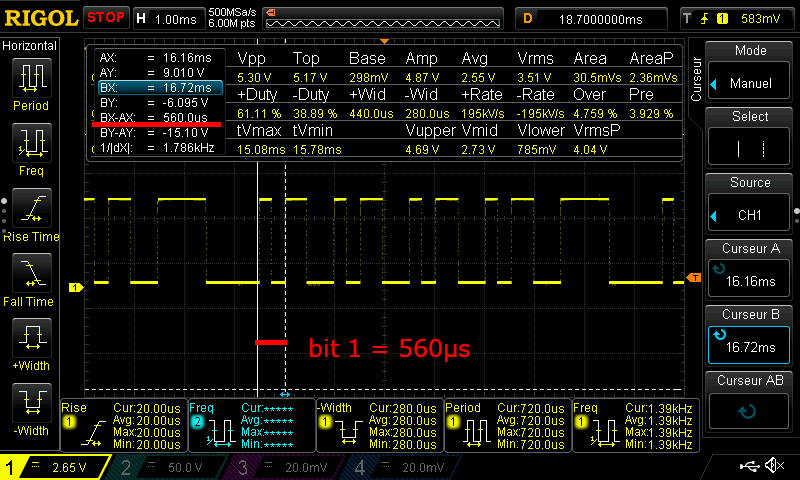 RIGOL STOP H 1.00ms 500MSa/s 6.00M pts D 18.7000000ms T 1 583mV
Horizontal
Period
Freq
Rise Time
Fall Time
+Width
-Width
AX: = 16.16ms
AY: = 9.010 V
BX: = 16.72ms
BY: = -6.095 V
BX-AX: = 560.0us
BY-AY: = -15.10 V
1/|dX|: = 1.786kHz
Vpp Top Base Amp Avg Vrms Area AreaP
5.30 V 5.17 V 298mV 4.87 V 2.55 V 3.51 V 30.5mVs 2.36mVs
+Duty -Duty +Wid -Wid +Rate -Rate Over Pre
61.11 % 38.89 % 440.0us 280.0us 195kV/s -195kV/s 4.759 % 3.929 %
tVmax tVmin Vupper Vmid Vlower VrmsP
15.08ms 15.78ms 4.69 V 2.73 V 785mV 4.04 V
1
T
bit 1 = 560µs
Curseur
Mode
Manuel
Select
Source
CH1
Curseur A
16.16ms
Curseur B
16.72ms
Curseur AB
Rise
1
Cur:20.00us
Avg:20.00us
Max:20.00us
Min:20.00us
Freq
2
Cur:*****
Avg:*****
Max:*****
Min:*****
-Width
1
Cur:280.0us
Avg:280.0us
Max:280.0us
Min:280.0us
Period
1
Cur:720.0us
Avg:720.0us
Max:720.0us
Min:720.0us
Freq
1
Cur:1.39kHz
Avg:1.39kHz
Max:1.39kHz
Min:1.39kHz
1 2.65 V 2 50.0 V 3 20.0mV 4 20.0mV